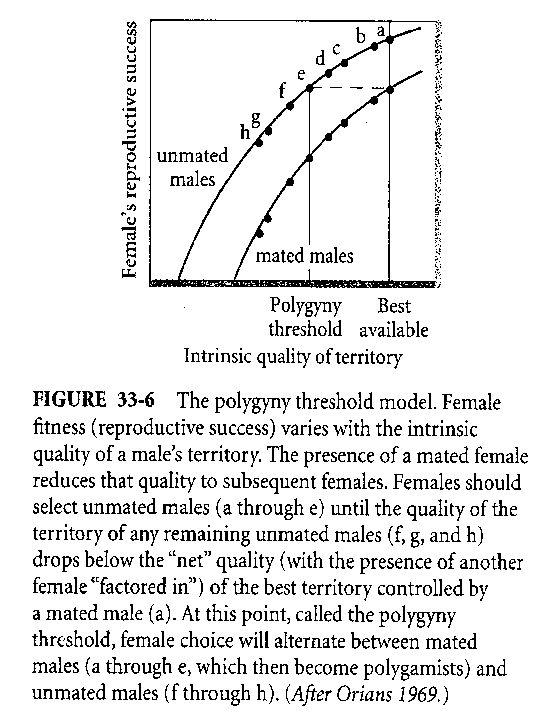 Female's reproductive success
a
b
c
d
e
f
g
h
unmated
males
mated males
Polygyny Best
threshold available
Intrinsic quality of territory
FIGURE 33-6 The polygyny threshold model. Female
fitness (reproductive success) varies with the intrinsic
quality of a male's territory. The presence of a mated female
reduces that quality to subsequent females. Females should
select unmated males (a through e) until the quality of the
territory of any remaining unmated males (f, g, and h)
drops below the “net” quality (with the presence of another
female “factored in”) of the best territory controlled by
a mated male (a). At this point, called the polygyny
threshold, female choice will alternate between mated
males (a through e, which then become polygamists) and
unmated males (f through h). (After Orians 1969.)